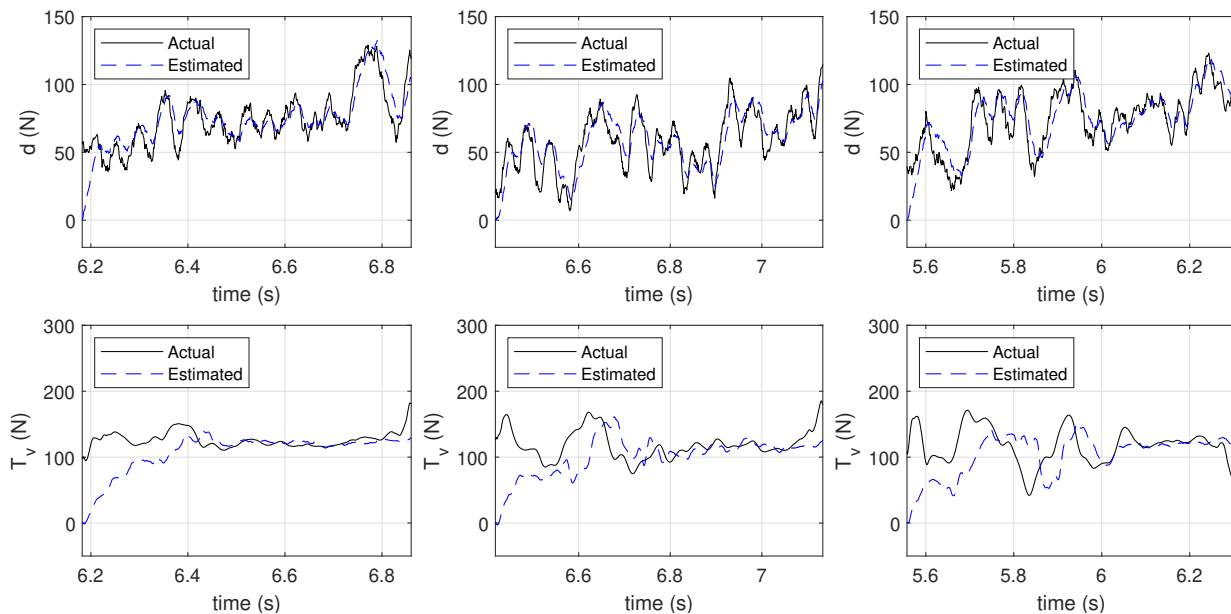 150
100
50
0
d (N)
Actual
Estimated
6.2
6.4
6.6
6.8
time (s)
150
100
50
0
d (N)
Actual
Estimated
6.6
6.8
7
time (s)
150
100
50
0
d (N)
Actual
Estimated
5.6
5.8
6
6.2
time (s)
300
200
100
0
T_v (N)
Actual
Estimated
6.2
6.4
6.6
6.8
time (s)
300
200
100
0
T_v (N)
Actual
Estimated
6.6
6.8
7
time (s)
300
200
100
0
T_v (N)
Actual
Estimated
5.6
5.8
6
6.2
time (s)